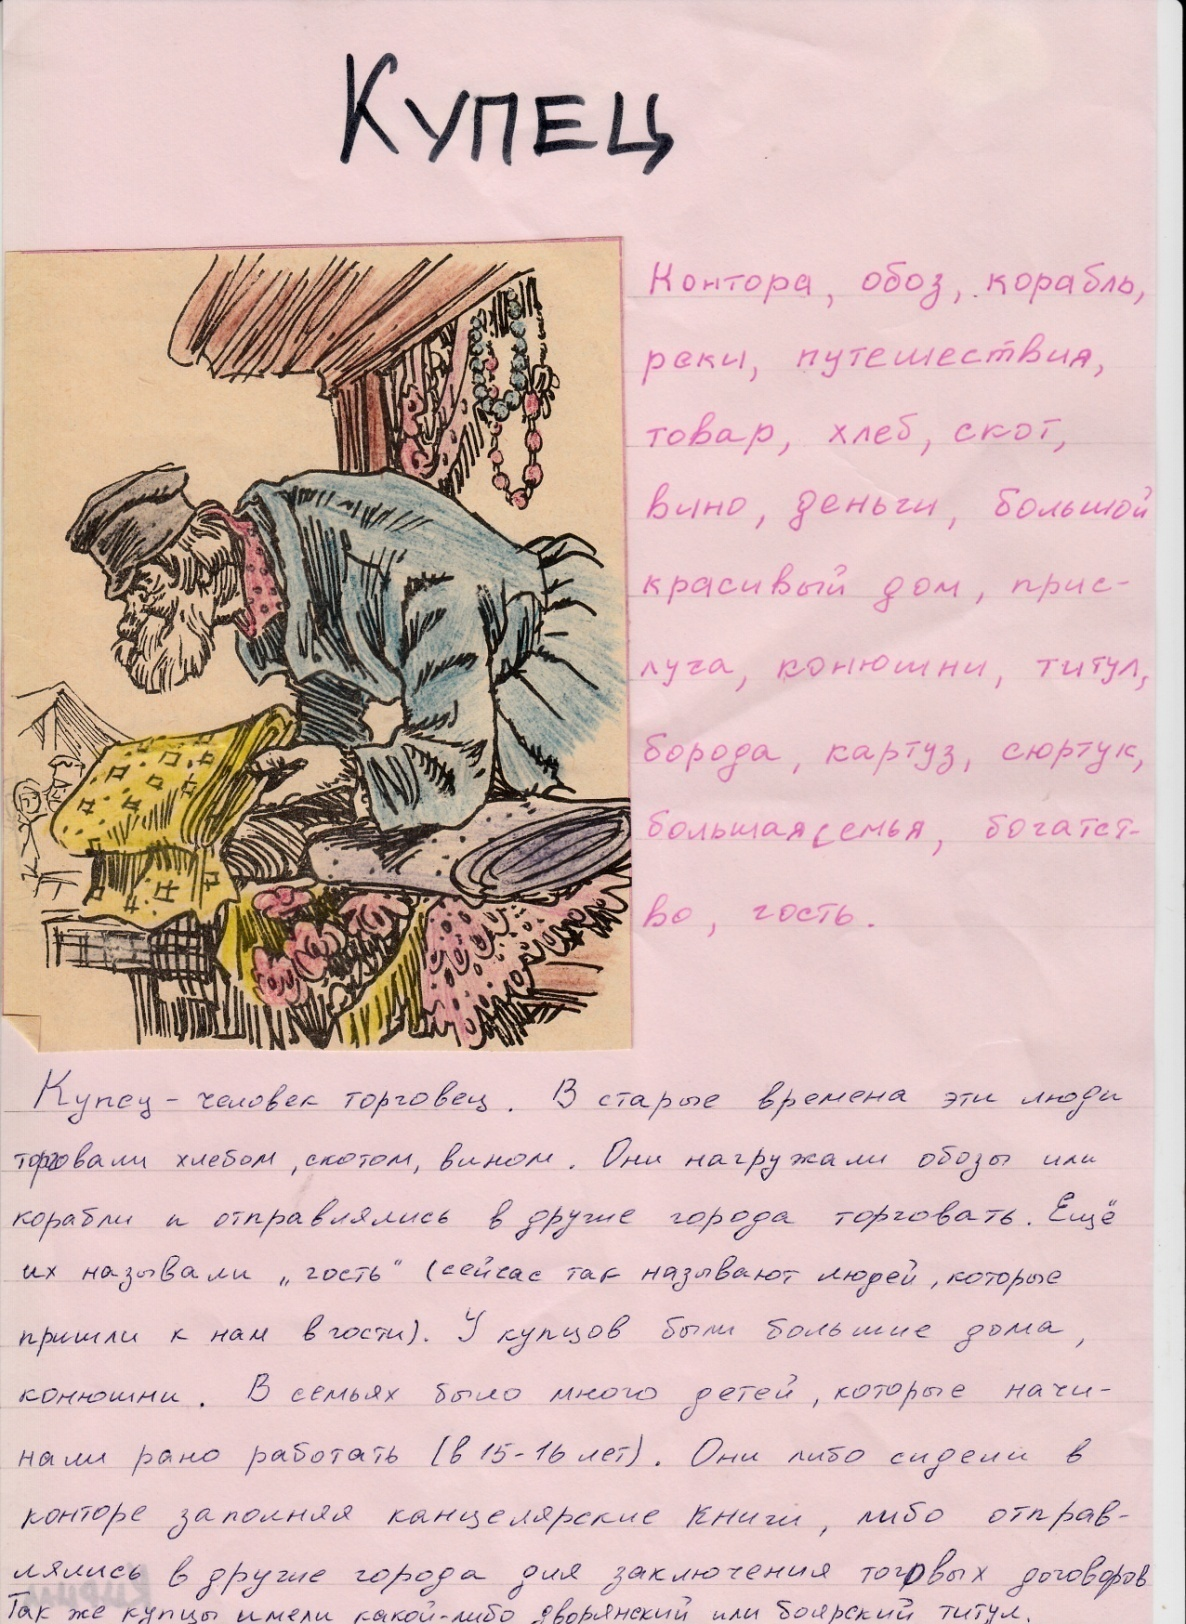 Купец
Контора, обоз, корабль,
реки, путешествия,
товар, хлеб, скот,
вино, деньги, большой
красивый дом, прис-
луга, конюшни, титул,
борода, картуз, сюртук,
большая семья, богатст-
во, гость.
Купец - человек торговец. В старые времена эти люди
торговали хлебом, скотом, вином. Они нагружали обозы или
корабли и отправлялись в другие города торговать. Ещё
их называли „гость“ (сейчас так называют людей, которые
пришли к нам в гости). У купцов были большие дома,
конюшни. В семьях было много детей, которые начи-
нали рано работать (в 15-16 лет). Они либо сидели в
конторе заполняя канцелярские книги, либо отправ-
лялись в другие города для заключения тоговых договоров
Так же купцы имели какой-либо дворянский или боярский титул.